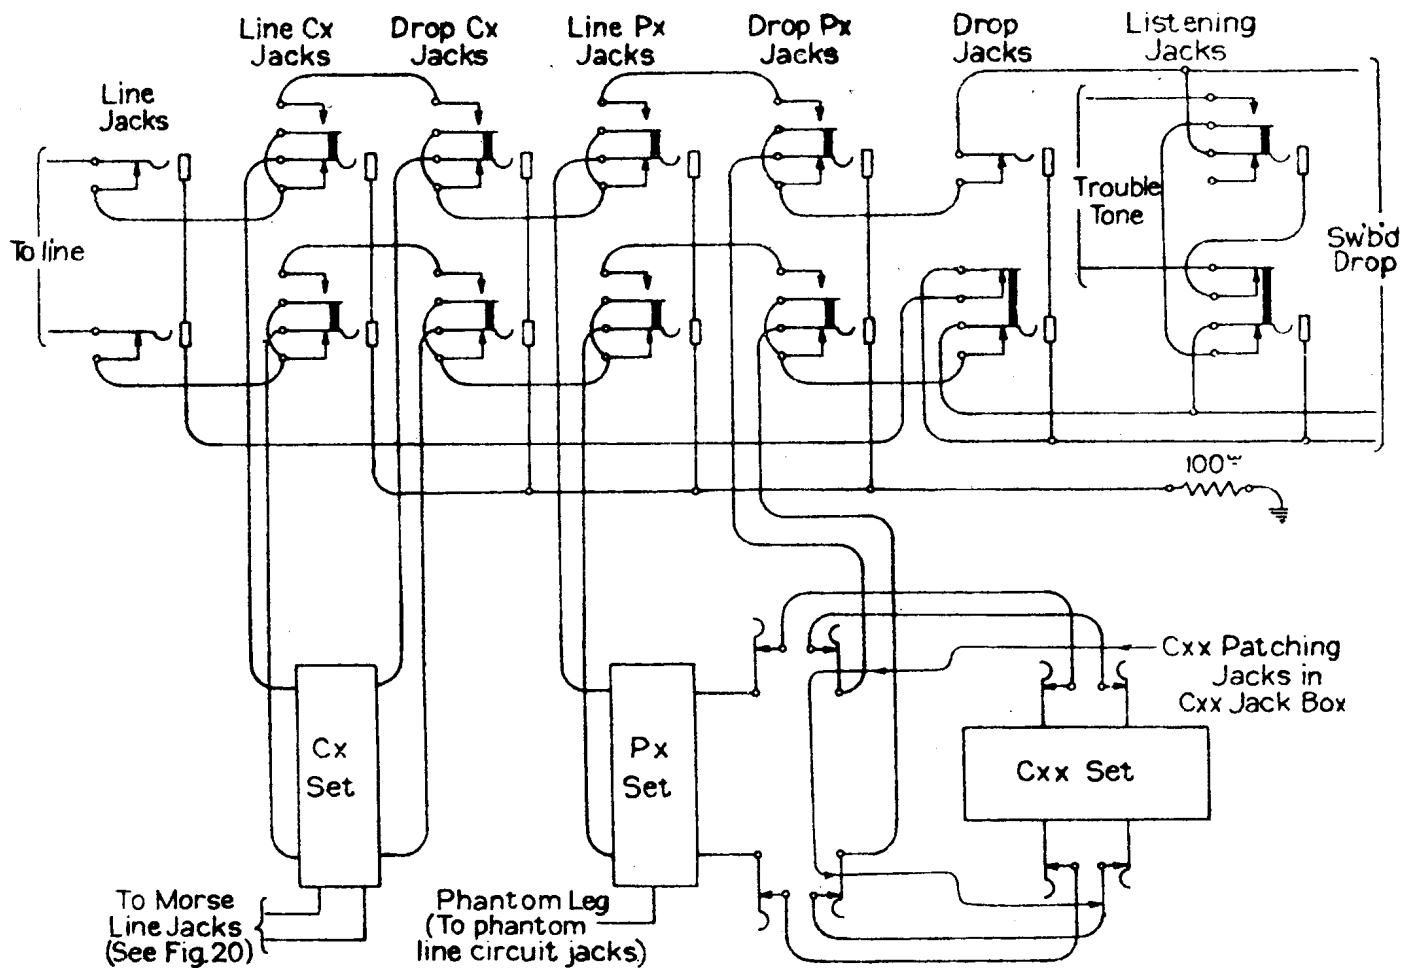 Line Cx
Jacks
Drop Cx
Jacks
Line Px
Jacks
Drop Px
Jacks
Drop
Jacks
Listening
Jacks
Line
Jacks
To line
Trouble
Tone
Sw'b'd
Drop
100ω
Cxx Patching
Jacks in
Cxx Jack Box
Cx
Set
Px
Set
Cxx Set
To Morse
Line Jacks
(See Fig.20)
Phantom Leg
(To phantom
line circuit jacks)